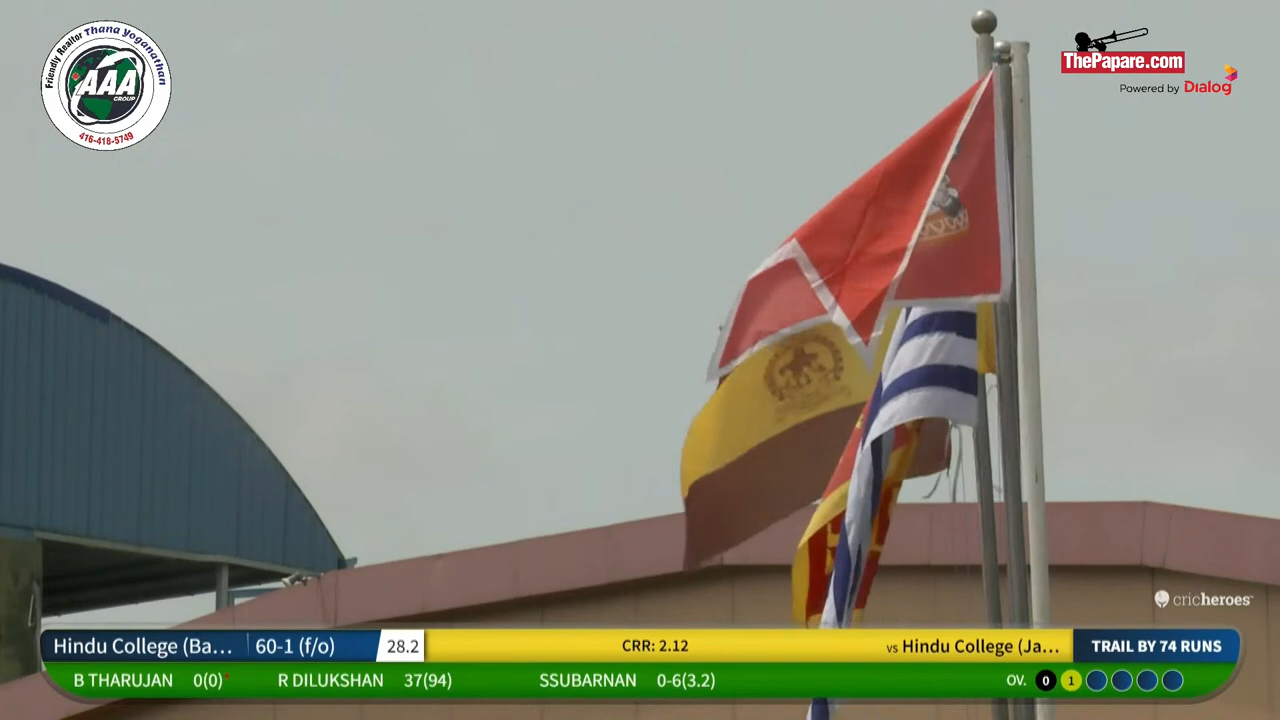 Friendly Realtor Thana Yoganathan
AAA
GROUP
416-418-5749
ThePapare.com
Powered by Dialog
cricheroes
Hindu College (Ba... 60-1 (f/o) 28.2 CRR: 2.12 vs Hindu College (Ja... TRAIL BY 74 RUNS
B THARUJAN 0(0)* R DILUKSHAN 37(94) SSUBARNAN 0-6(3.2) OV. 0 1